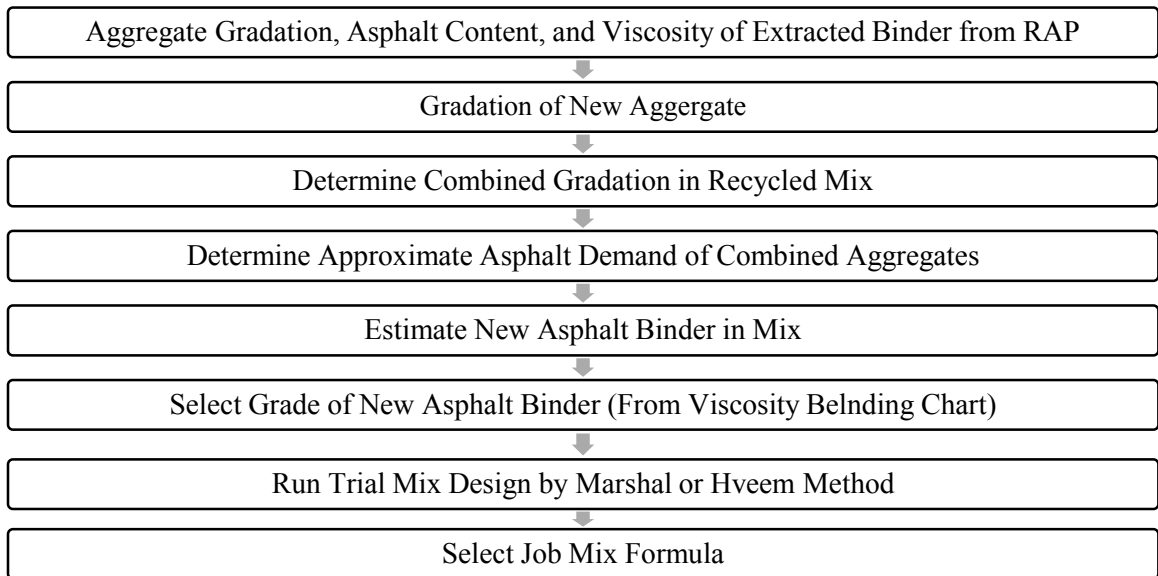 Aggregate Gradation, Asphalt Content, and Viscosity of Extracted Binder from RAP
Gradation of New Aggergate
Determine Combined Gradation in Recycled Mix
Determine Approximate Asphalt Demand of Combined Aggregates
Estimate New Asphalt Binder in Mix
Select Grade of New Asphalt Binder (From Viscosity Belnding Chart)
Run Trial Mix Design by Marshal or Hveem Method
Select Job Mix Formula